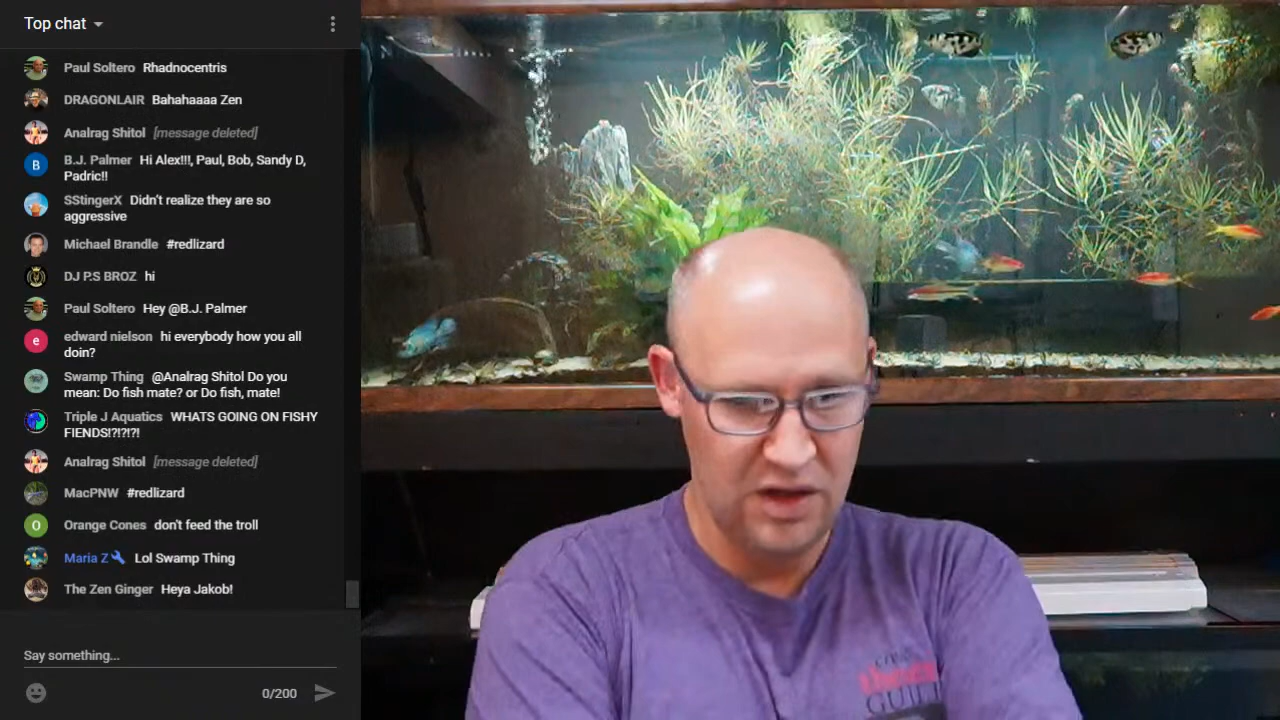 Top chat
Paul Soltero Rhadnocentris
DRAGONLAIR Bahahaaaa Zen
Analrag Shitol [message deleted]
B.J. Palmer Hi Alex!!!, Paul, Bob, Sandy D,
Padric!!
SStingerX Didn't realize they are so
aggressive
Michael Brandle #redlizard
DJ P.S BROZ hi
Paul Soltero Hey @B.J. Palmer
edward nielson hi everybody how you all
doin?
Swamp Thing @Analrag Shitol Do you
mean: Do fish mate? or Do fish, mate!
Triple J Aquatics WHATS GOING ON FISHY
FIENDS!?!?!?!
Analrag Shitol [message deleted]
MacPNW #redlizard
Orange Cones don't feed the troll
Maria Z Lol Swamp Thing
The Zen Ginger Heya Jakob!
Say something...
0/200
B
e
O
GUILD